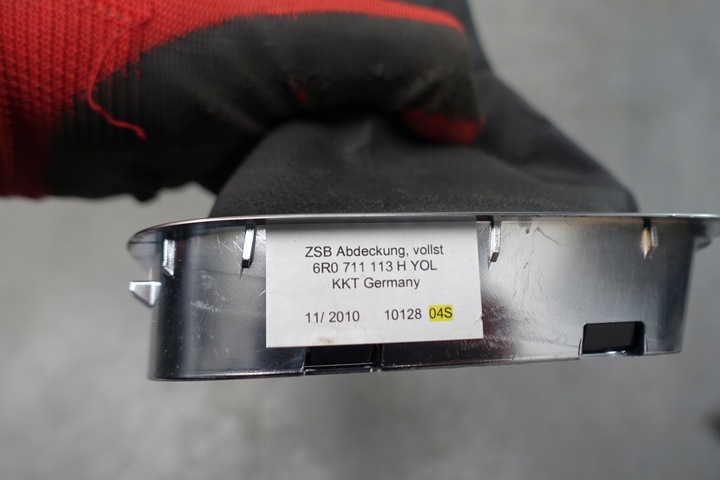 ZSB Abdeckung, vollst
6R0 711 113 H YOL
KKT Germany
11/ 2010 10128 04S